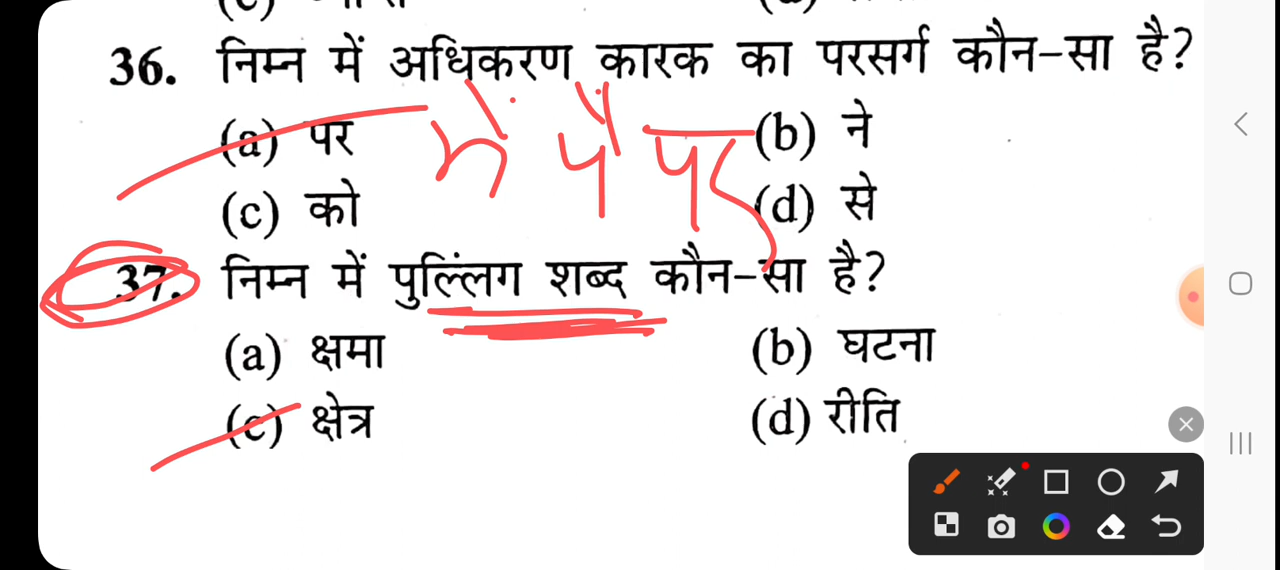 36. निम्न में अधिकरण कारक का परसर्ग कौन-सा है?
(a) पर (b) ने
में पै पर
(c) को (d) से
37. निम्न में पुल्लिंग शब्द कौन-सा है?
(a) क्षमा (b) घटना
(c) क्षेत्र (d) रीति